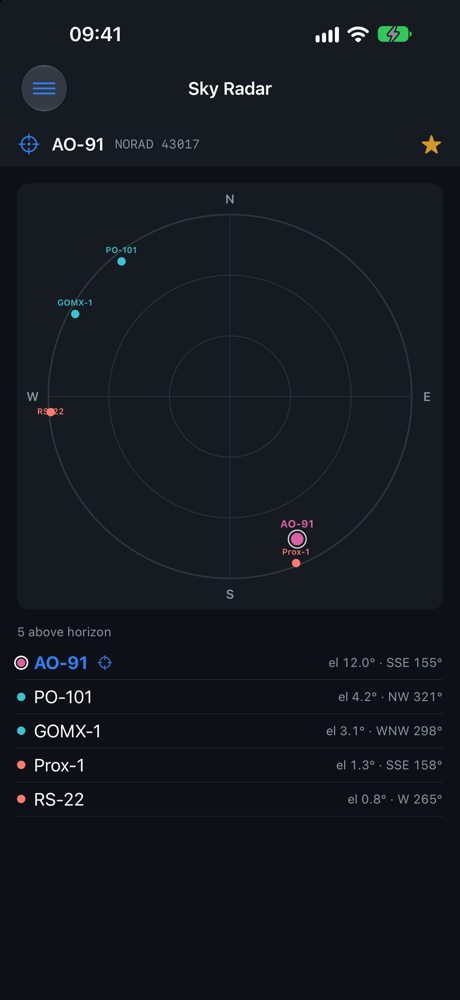 09:41
Sky Radar
AO-91 NORAD 43017
N
PO-101
GOMX-1
W
E
RS-22
AO-91
Prox-1
S
5 above horizon
AO-91 el 12.0° · SSE 155°
PO-101 el 4.2° · NW 321°
GOMX-1 el 3.1° · WNW 298°
Prox-1 el 1.3° · SSE 158°
RS-22 el 0.8° · W 265°